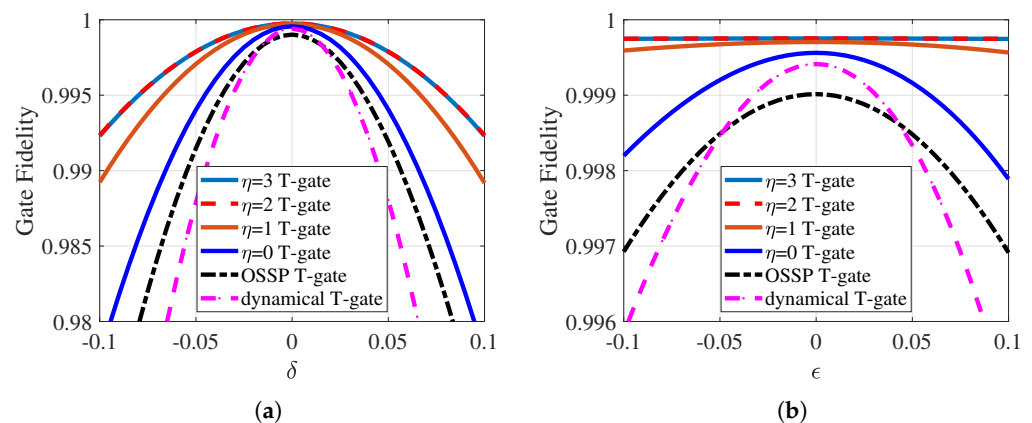 1
0.995
0.99
0.985
0.98
-0.1
-0.05
0
0.05
0.1
Gate Fidelity
δ
η=3 T-gate
η=2 T-gate
η=1 T-gate
η=0 T-gate
OSSP T-gate
dynamical T-gate
(a)
1
0.999
0.998
0.997
0.996
-0.1
-0.05
0
0.05
0.1
Gate Fidelity
ϵ
η=3 T-gate
η=2 T-gate
η=1 T-gate
η=0 T-gate
OSSP T-gate
dynamical T-gate
(b)